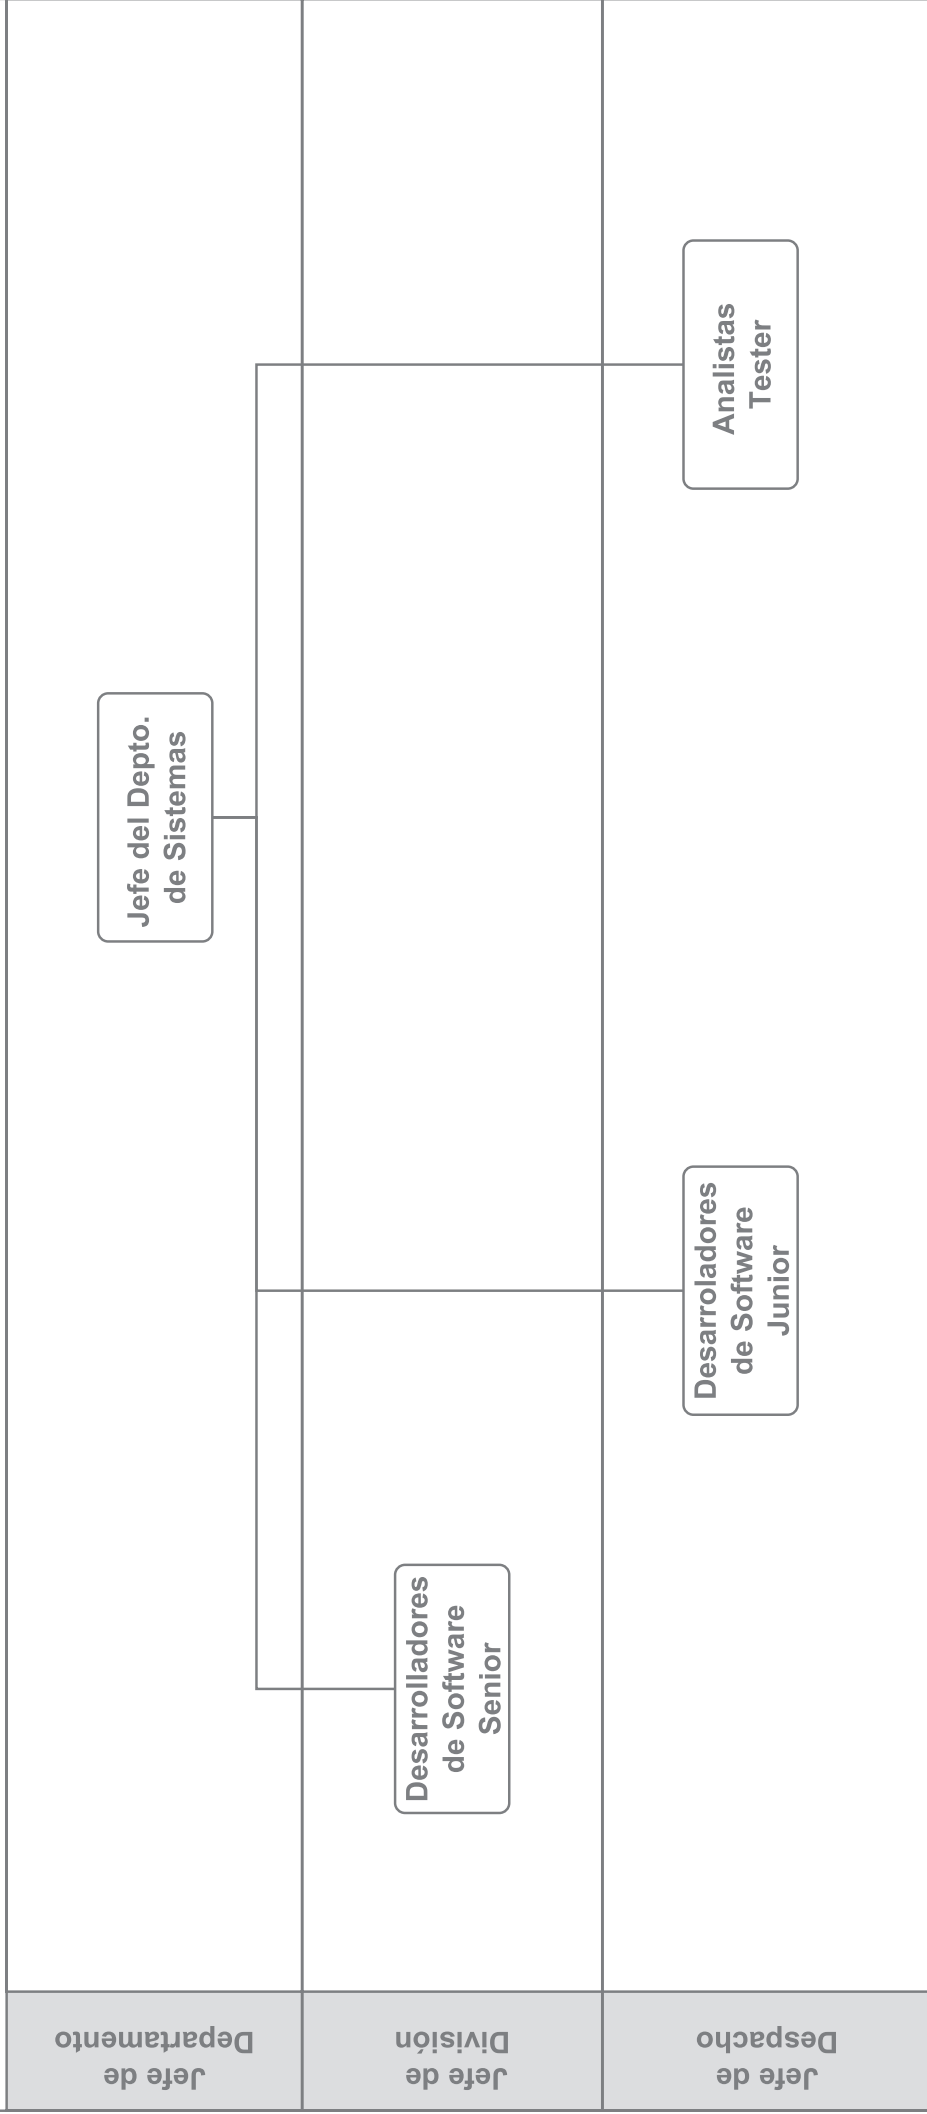 Jefe de
Departamento
Jefe del Depto.
de Sistemas
Jefe de
División
Desarrolladores
de Software
Senior
Jefe de
Despacho
Desarroladores
de Software
Junior
Analistas
Tester